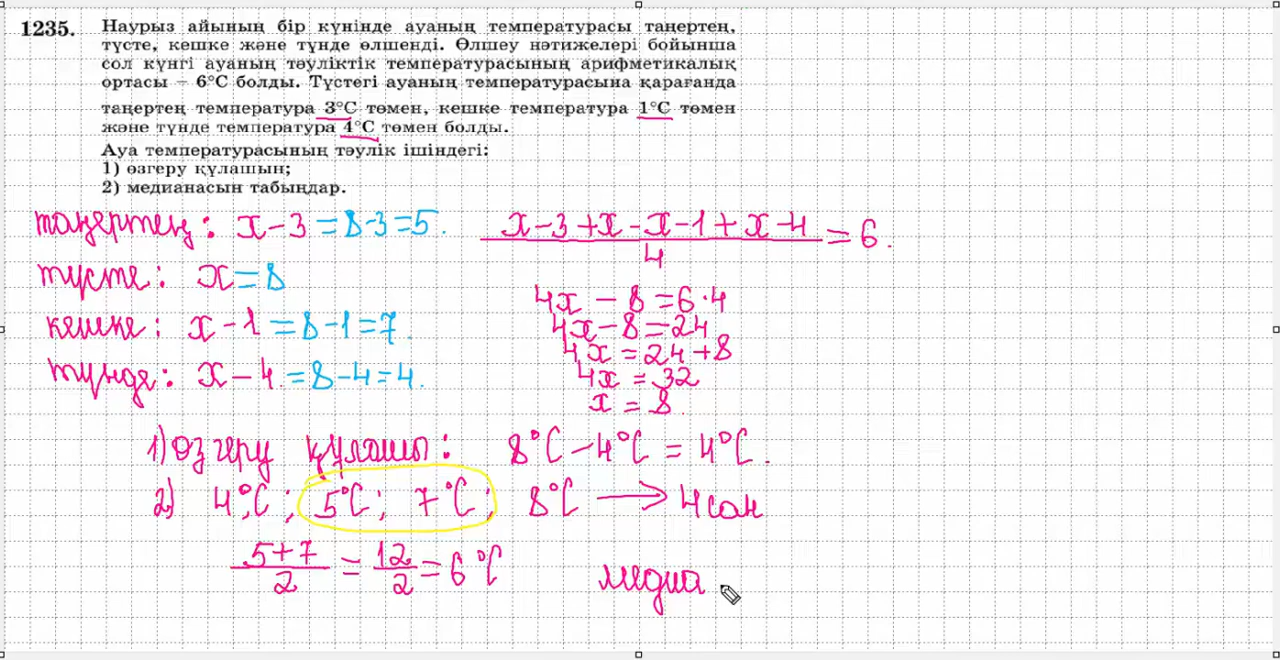 1235. Наурыз айының бір күнінде ауаның температурасы таңертең,
түсте, кешке және түнде өлшенді. Өлшеу нәтижелері бойынша
сол күнгі ауаның тәуліктік температурасының арифметикалық
ортасы – 6°С болды. Түстегі ауаның температурасына қарағанда
таңертең температура 3°С төмен, кешке температура 1°С төмен
және түнде температура 4°С төмен болды.
Ауа температурасының тәулік ішіндегі:
1) өзгеру құлашын;
2) медианасын табыңдар.
таңертең: x-3=8-3=5.
x-3+x-x-1+x-4
4
=6.
түсте: x=8
4x-8=6·4
кешке: x-1=8-1=7.
4x-8=24
4x=24+8
түнде: x-4.=8-4=4.
4x=32
x=8.
1) өзгеру құлашы: 8°C-4°C=4°C.
2) 4°C; 5°C; 7°C; 8°C → 4 сан
5+7/2=12/2=6°C
медиа